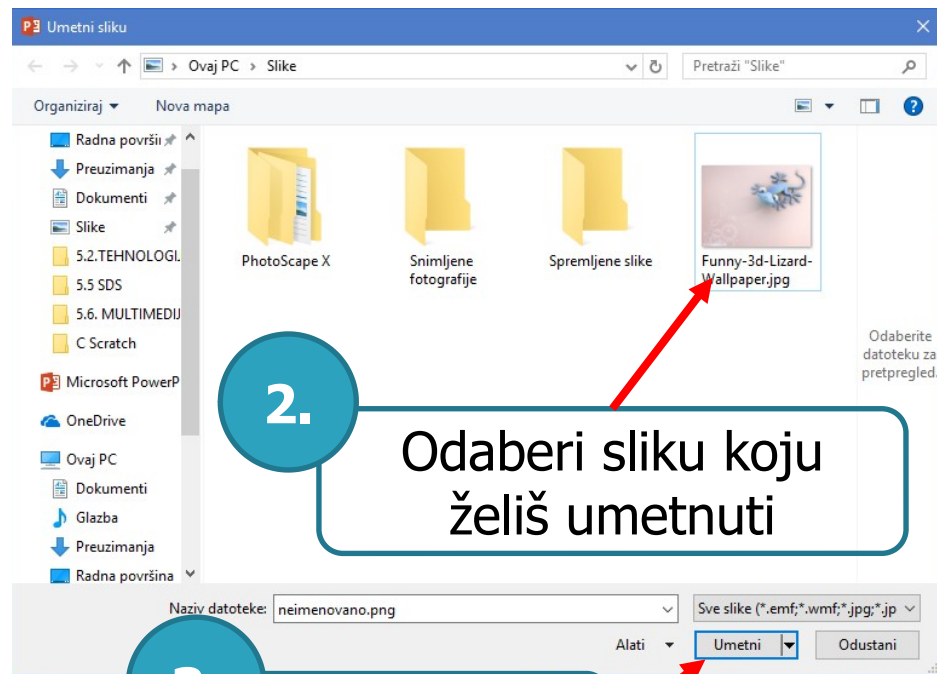 Umetni sliku
Ovaj PC > Slike
Pretraži "Slike"
Organiziraj
Nova mapa
Radna površin
Preuzimanja
Dokumenti
Slike
5.2.TEHNOLOGI.
5.5 SDS
5.6. MULTIMEDIJ
C Scratch
Microsoft PowerP
OneDrive
Ovaj PC
Dokumenti
Glazba
Preuzimanja
Radna površina
PhotoScape X
Snimljene
fotografije
Spremljene slike
Funny-3d-Lizard-
Wallpaper.jpg
Odaberite
datoteku za
pretpregled.
2.
Odaberi sliku koju
želiš umetnuti
Naziv datoteke: neimenovano.png
Sve slike (*.emf;*.wmf;*.jpg;*.jp
Alati
Umetni
Odustani